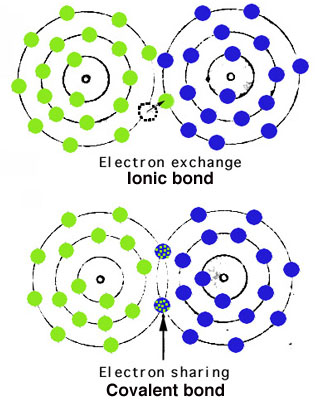 Electron exchange
Ionic bond
Electron sharing
Covalent bond